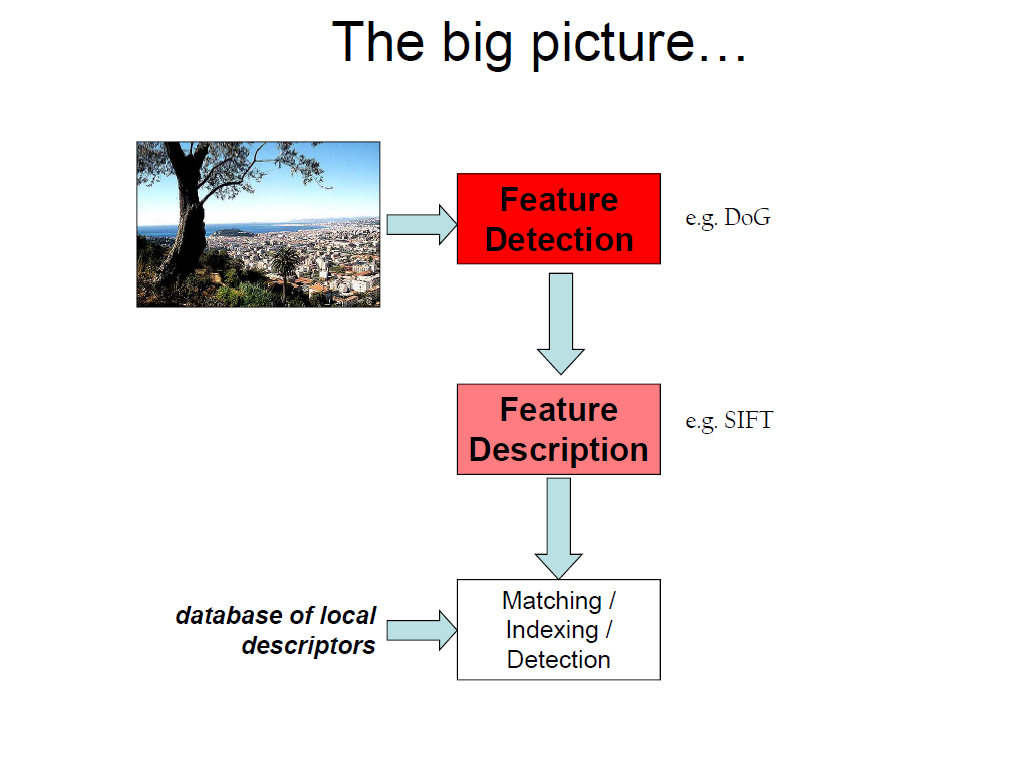 The big picture…
Feature
Detection
e.g. DoG
Feature
Description
e.g. SIFT
database of local
descriptors
Matching /
Indexing /
Detection